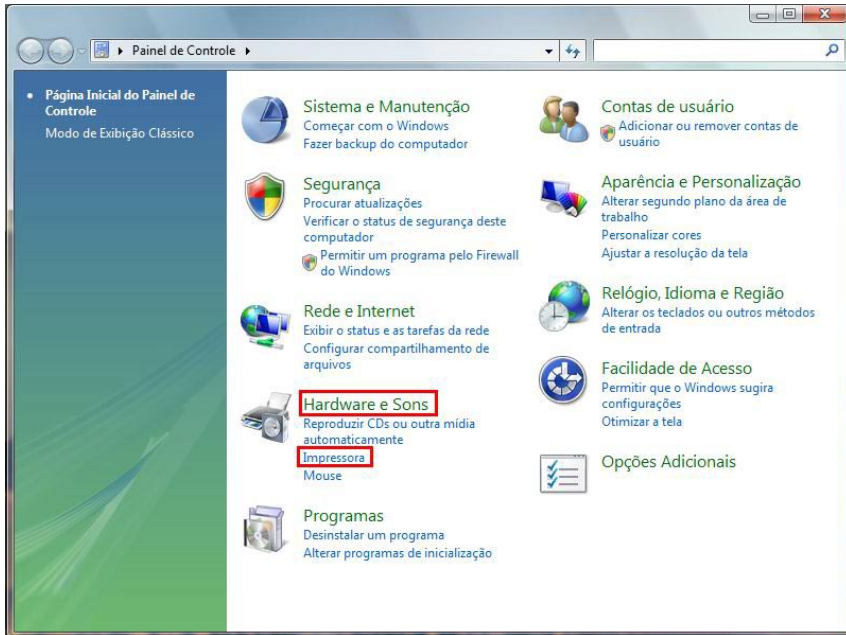 Painel de Controle
Página Inicial do Painel de
Controle
Modo de Exibição Clássico
Sistema e Manutenção
Começar com o Windows
Fazer backup do computador
Segurança
Procurar atualizações
Verificar o status de segurança deste
computador
Permitir um programa pelo Firewall
do Windows
Rede e Internet
Exibir o status e as tarefas da rede
Configurar compartilhamento de
arquivos
Hardware e Sons
Reproduzir CDs ou outra mídia
automaticamente
Impressora
Mouse
Programas
Desinstalar um programa
Alterar programas de inicialização
Contas de usuário
Adicionar ou remover contas de
usuário
Aparência e Personalização
Alterar segundo plano da área de
trabalho
Personalizar cores
Ajustar a resolução da tela
Relógio, Idioma e Região
Alterar os teclados ou outros métodos
de entrada
Facilidade de Acesso
Permitir que o Windows sugira
configurações
Otimizar a tela
Opções Adicionais